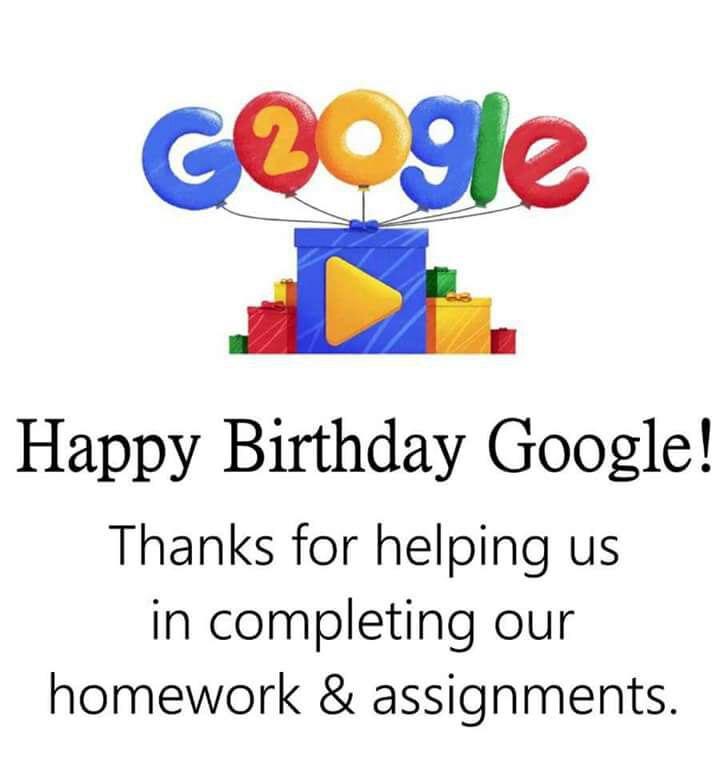 G20gle
Happy Birthday Google!
Thanks for helping us
in completing our
homework & assignments.